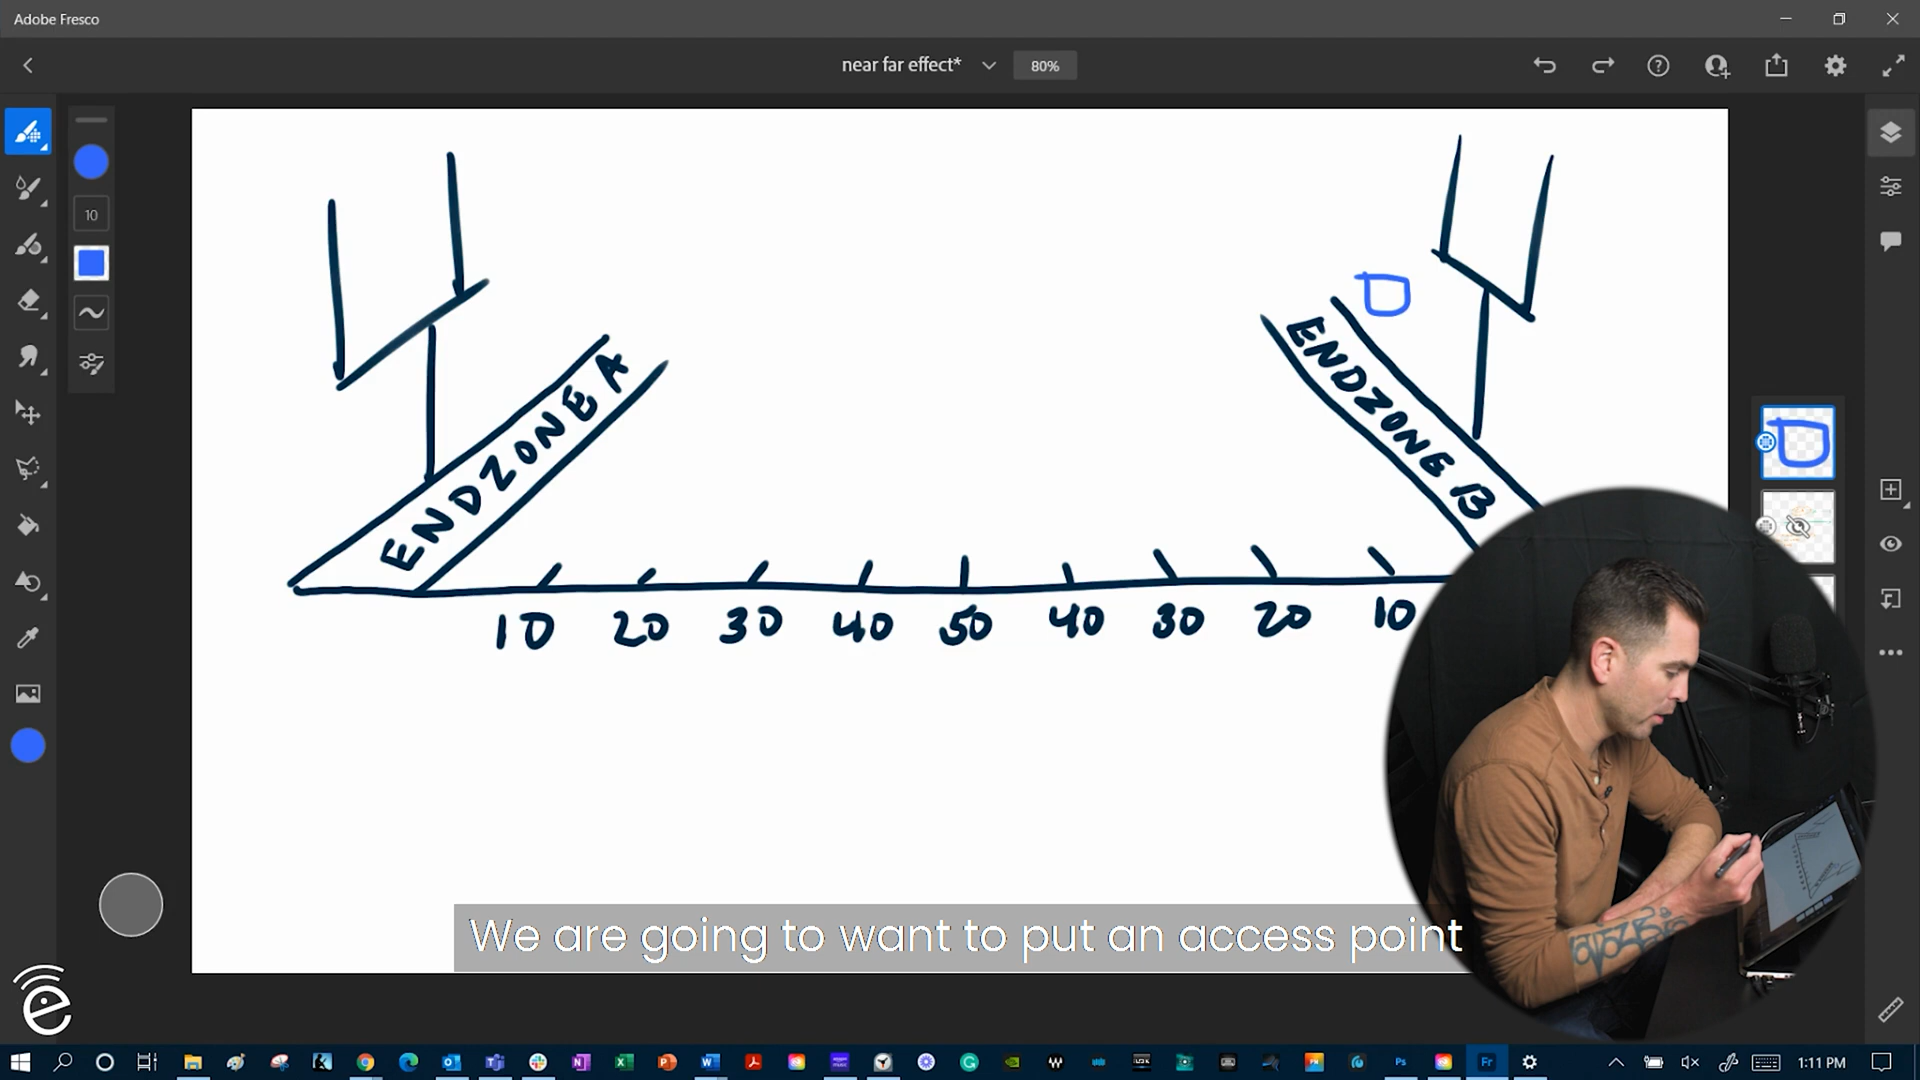 Adobe Fresco
near far effect*
80%
10
ENDZONE A
ENDZONE B
10 20 30 40 50 40 30 20 10
We are going to want to put an access point
1:11 PM